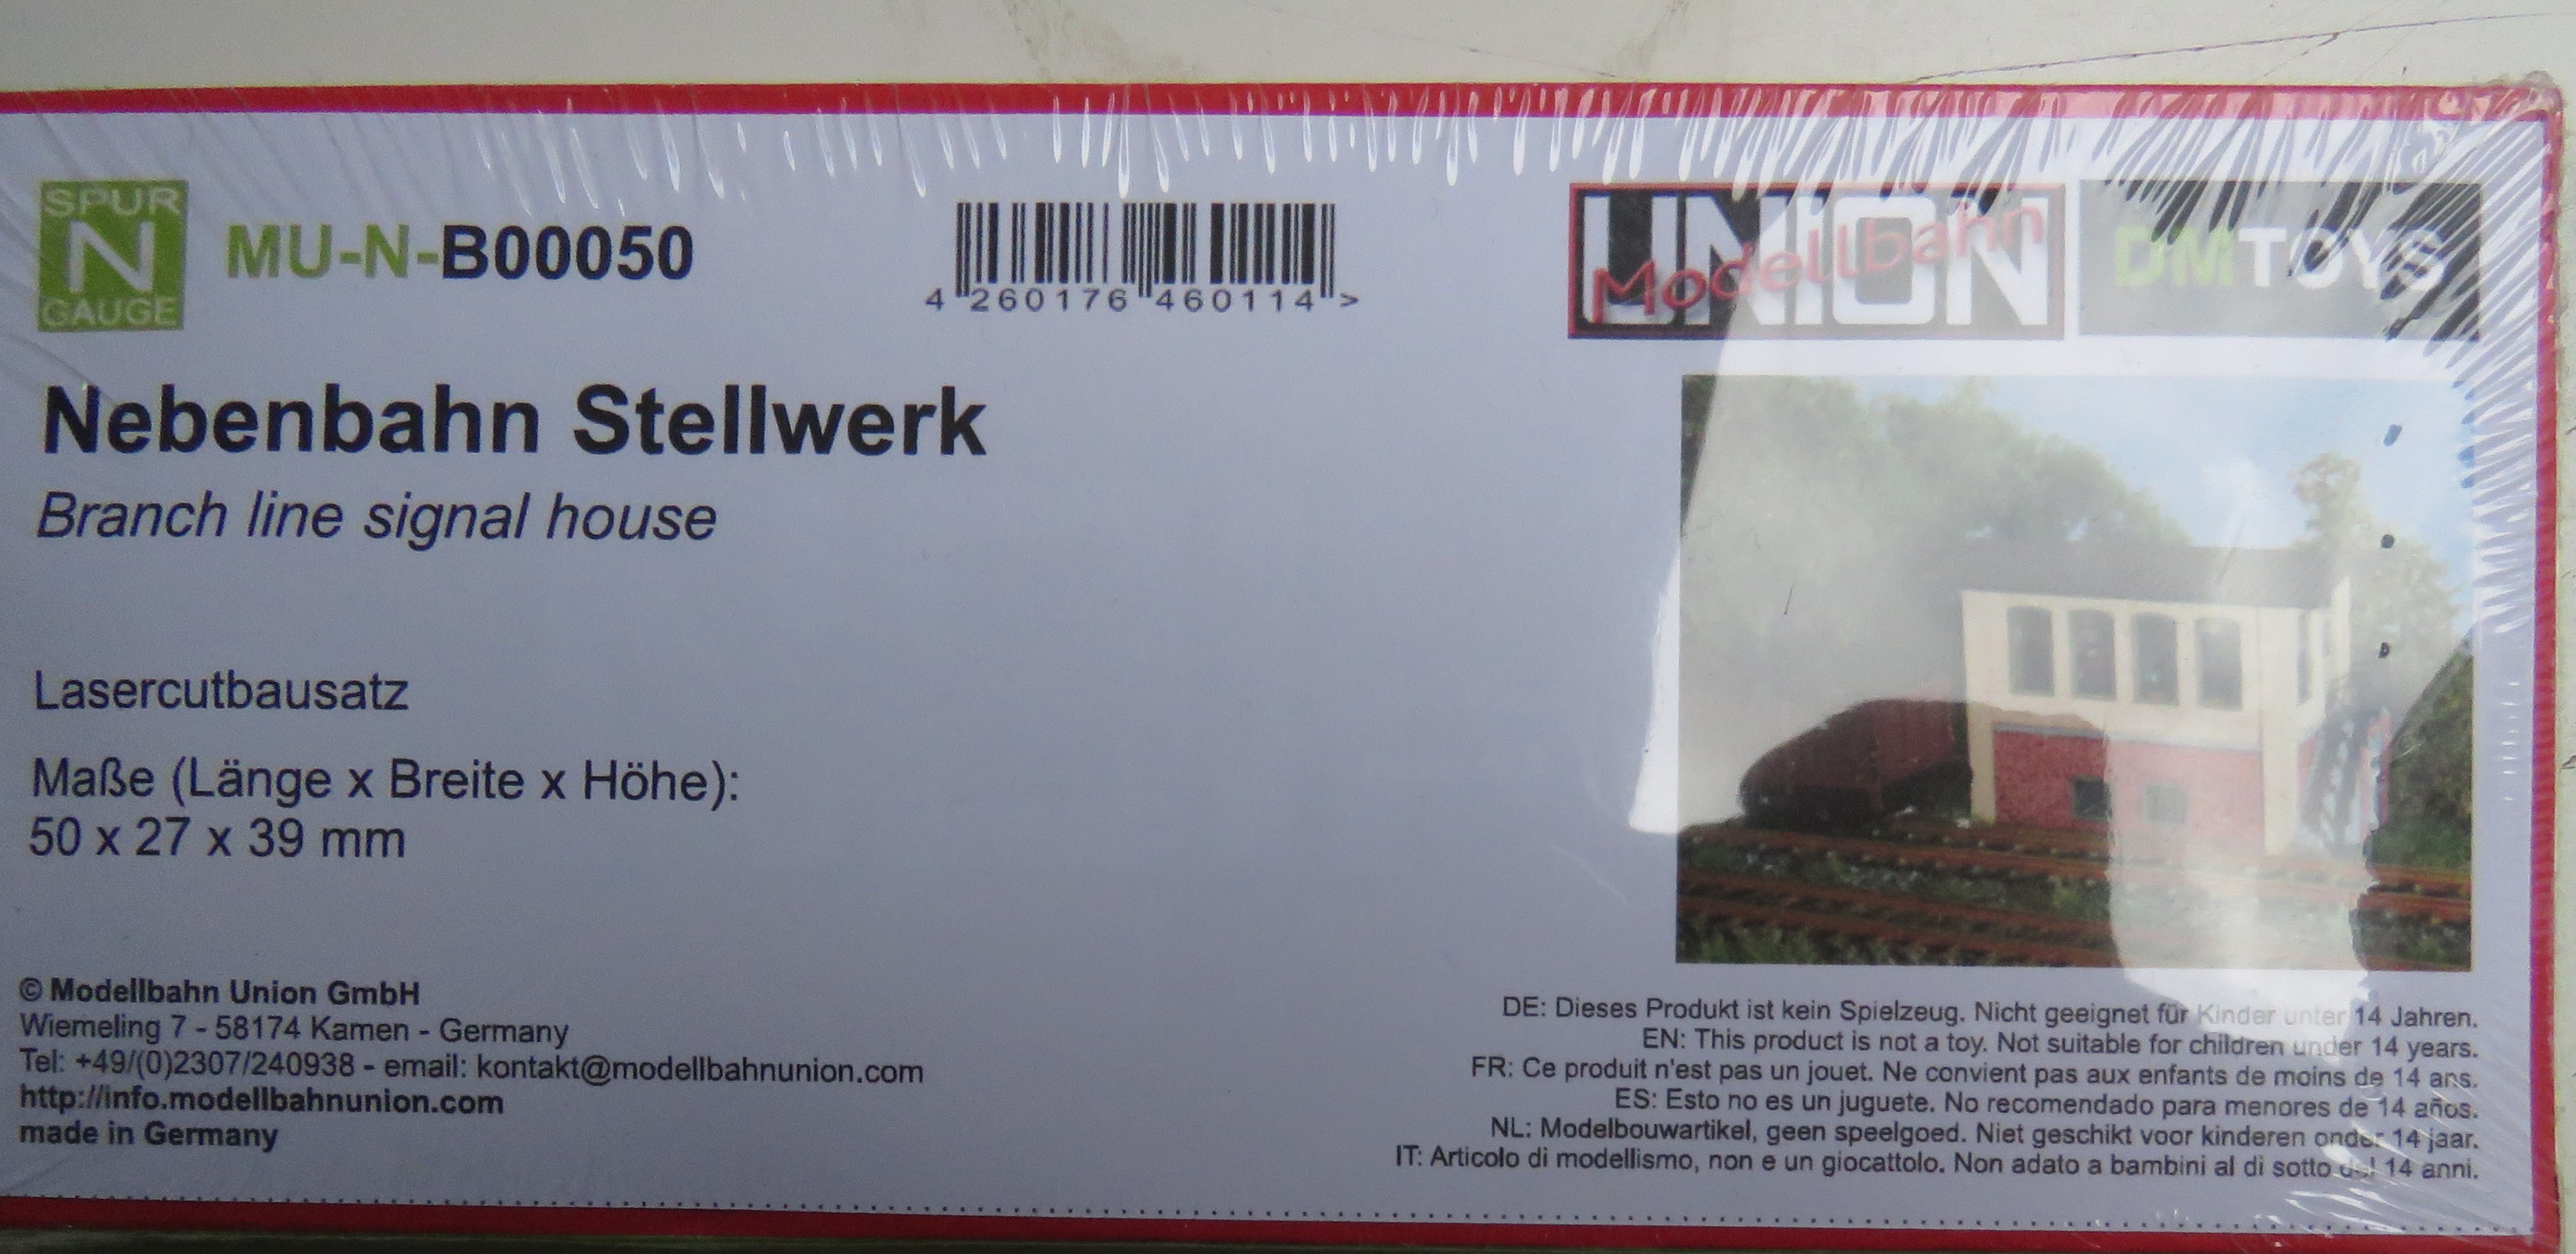 SPUR
N
GAUGE
MU-N-B00050
4 260176 460114 >
UNION
Modellbahn
DM TOYS
Nebenbahn Stellwerk
Branch line signal house
Lasercutbausatz
Maße (Länge x Breite x Höhe):
50 x 27 x 39 mm
© Modellbahn Union GmbH
Wiemeling 7 - 58174 Kamen - Germany
Tel: +49/(0)2307/240938 - email: kontakt@modellbahnunion.com
http://info.modellbahnunion.com
made in Germany
DE: Dieses Produkt ist kein Spielzeug. Nicht geeignet für Kinder unter 14 Jahren.
EN: This product is not a toy. Not suitable for children under 14 years.
FR: Ce produit n'est pas un jouet. Ne convient pas aux enfants de moins de 14 ans.
ES: Esto no es un juguete. No recomendado para menores de 14 años.
NL: Modelbouwartikel, geen speelgoed. Niet geschikt voor kinderen onder 14 jaar.
IT: Articolo di modellismo, non e un giocattolo. Non adato a bambini al di sotto del 14 anni.